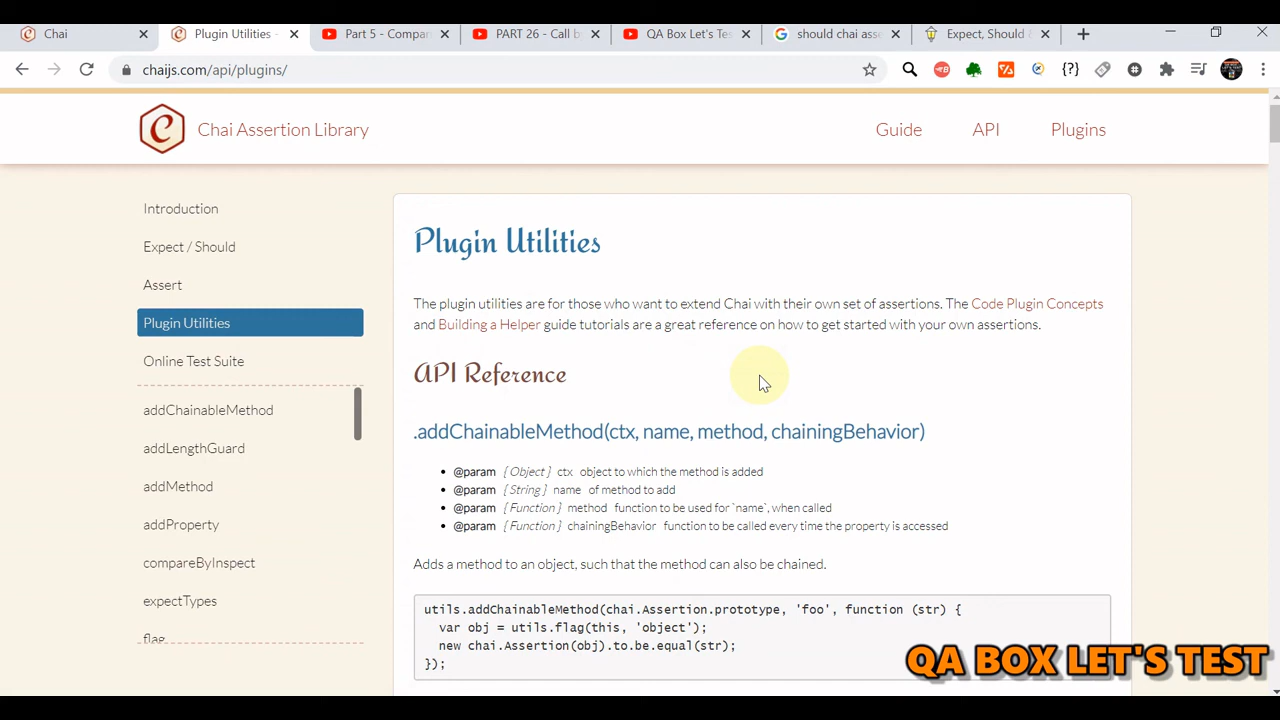 Chai
Plugin Utilities -
Part 5 - Compan
PART 26 - Call b
QA Box Let's Tes
should chai ass
Expect, Should &
chaijs.com/api/plugins/
Chai Assertion Library
Guide
API
Plugins
Introduction
Expect / Should
Assert
Plugin Utilities
Online Test Suite
addChainableMethod
addLengthGuard
addMethod
addProperty
compareByInspect
expectTypes
flag
Plugin Utilities
The plugin utilities are for those who want to extend Chai with their own set of assertions. The Code Plugin Concepts
and Building a Helper guide tutorials are a great reference on how to get started with your own assertions.
API Reference
.addChainableMethod(ctx, name, method, chainingBehavior)
@param { Object } ctx object to which the method is added
@param { String } name of method to add
@param { Function } method function to be used for `name`, when called
@param { Function } chainingBehavior function to be called every time the property is accessed
Adds a method to an object, such that the method can also be chained.
utils.addChainableMethod(chai.Assertion.prototype, 'foo', function (str) {
var obj = utils.flag(this, 'object');
new chai.Assertion(obj).to.be.equal(str);
});
QA BOX LET'S TEST